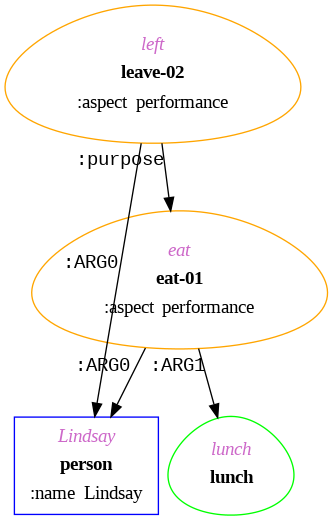 left
leave-02
:aspect performance
:purpose
:ARG0
eat
eat-01
:aspect performance
:ARG0 :ARG1
Lindsay
person
:name Lindsay
lunch
lunch